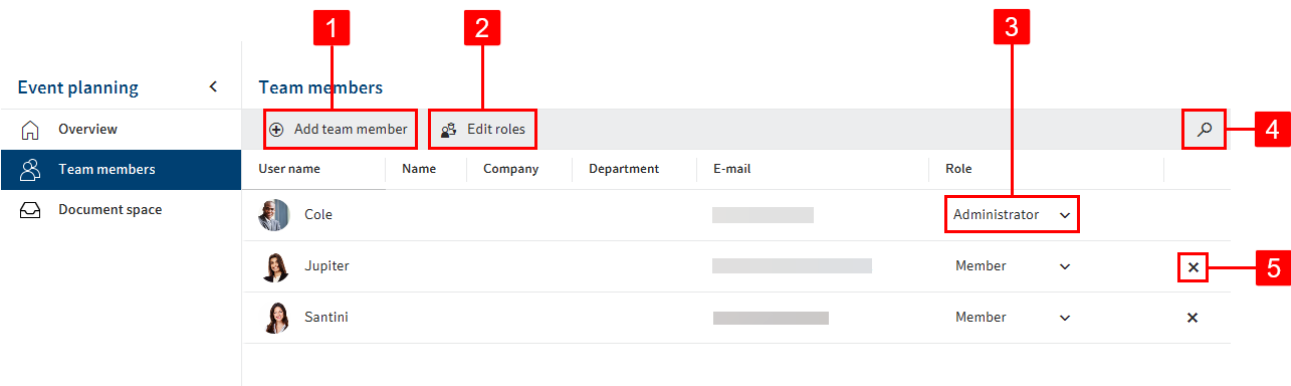 1
2
3
Event planning
Team members
Add team member
Edit roles
4
Overview
Team members
Document space
User name Name Company Department E-mail Role
Cole Administrator
Jupiter Member
5
Santini Member